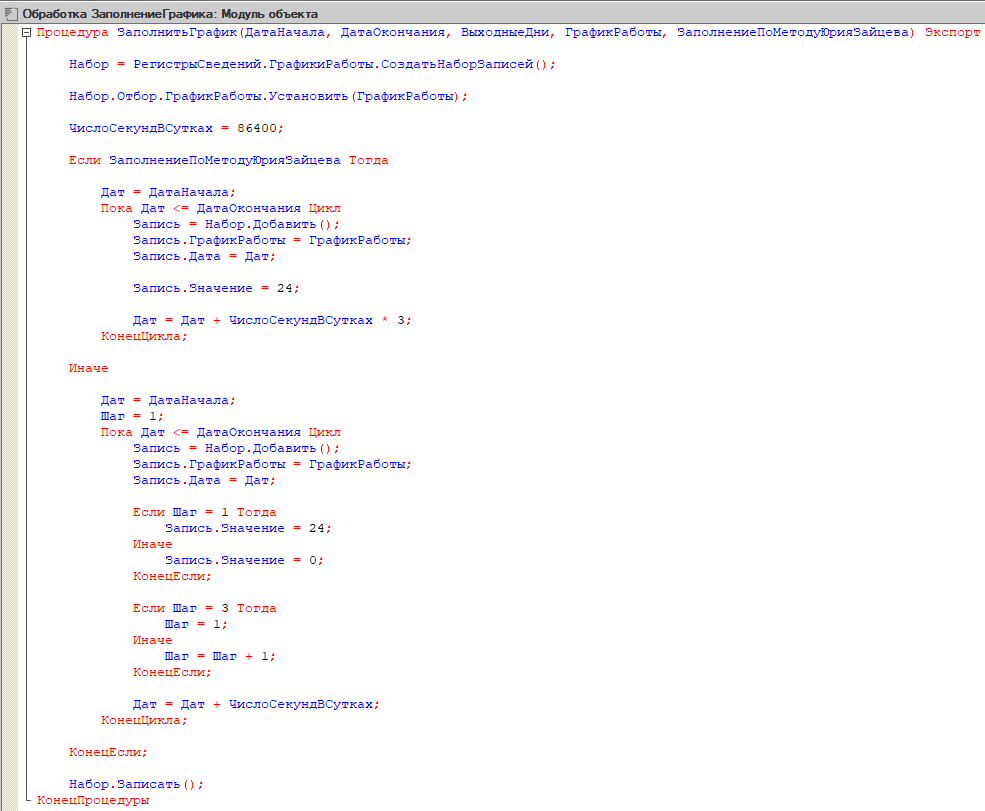 Обработка ЗаполнениеГрафика: Модуль объекта
Процедура ЗаполнитьГрафик(ДатаНачала, ДатаОкончания, ВыходныеДни, ГрафикРаботы, ЗаполнениеПоМетодуЮрияЗайцева) Экспорт
Набор = РегистрыСведений.ГрафикиРаботы.СоздатьНаборЗаписей();
Набор.Отбор.ГрафикРаботы.Установить(ГрафикРаботы);
ЧислоСекундВСутках = 86400;
Если ЗаполнениеПоМетодуЮрияЗайцева Тогда
Дат = ДатаНачала;
Пока Дат <= ДатаОкончания Цикл
Запись = Набор.Добавить();
Запись.ГрафикРаботы = ГрафикРаботы;
Запись.Дата = Дат;
Запись.Значение = 24;
Дат = Дат + ЧислоСекундВСутках * 3;
КонецЦикла;
Иначе
Дат = ДатаНачала;
Шаг = 1;
Пока Дат <= ДатаОкончания Цикл
Запись = Набор.Добавить();
Запись.ГрафикРаботы = ГрафикРаботы;
Запись.Дата = Дат;
Если Шаг = 1 Тогда
Запись.Значение = 24;
Иначе
Запись.Значение = 0;
КонецЕсли;
Если Шаг = 3 Тогда
Шаг = 1;
Иначе
Шаг = Шаг + 1;
КонецЕсли;
Дат = Дат + ЧислоСекундВСутках;
КонецЦикла;
КонецЕсли;
Набор.Записать();
КонецПроцедуры